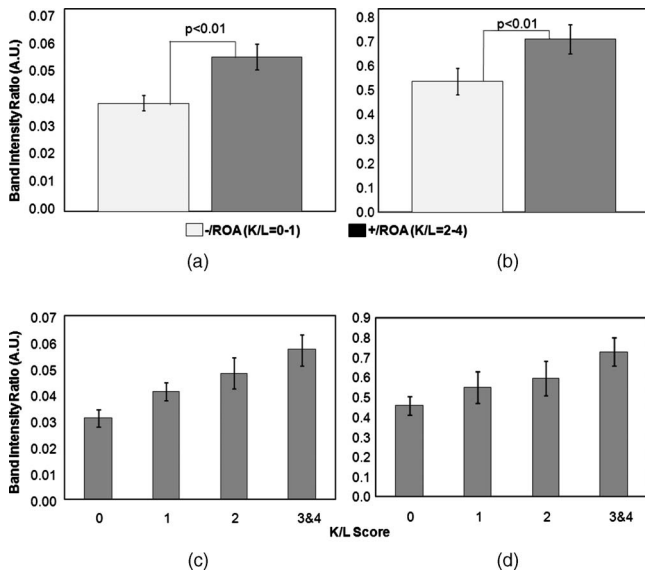 p<0.01
0.06
0.05
0.04
0.03
0.02
0.01
0.00
Band Intensity Ratio (A.U.)
p<0.01
0.8
0.7
0.6
0.5
0.4
0.3
0.2
0.1
0.0
-/ROA (K/L=0-1)
+/ROA (K/L=2-4)
(a)
(b)
0.07
0.06
0.05
0.04
0.03
0.02
0.01
0.00
Band Intensity Ratio (A.U.)
0 1 2 3&4
0.9
0.8
0.7
0.6
0.5
0.4
0.3
0.2
0.1
0.0
0 1 2 3&4
K/L Score
(c)
(d)